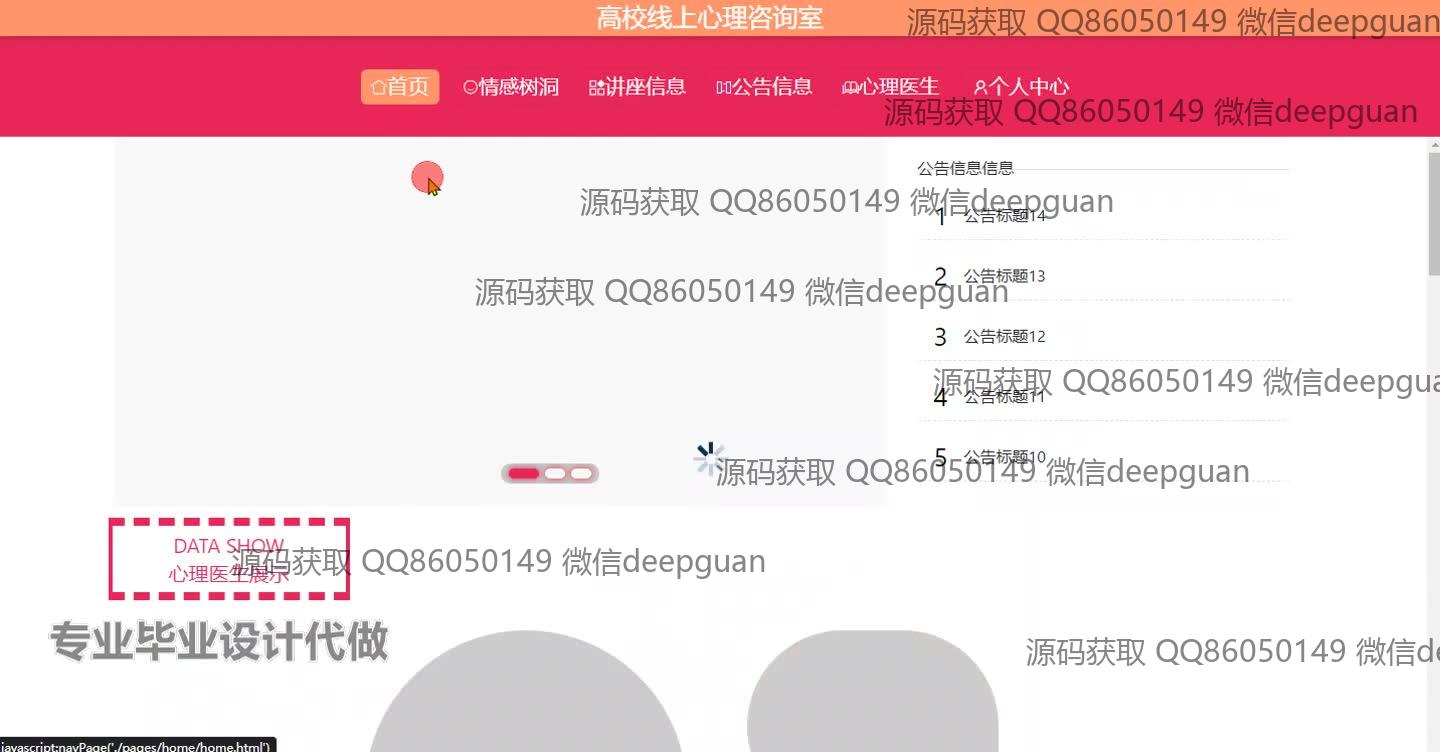 高校线上心理咨询室
源码获取 QQ86050149 微信deepguan
首页 情感树洞 讲座信息 公告信息 心理医生 个人中心
源码获取 QQ86050149 微信deepguan
公告信息信息
源码获取 QQ86050149 微信deepguan
1 公告标题14
2 公告标题13
源码获取 QQ86050149 微信deepguan
3 公告标题12
源码获取 QQ86050149 微信deepgua
4 公告标题11
5 公告标题10
源码获取 QQ86050149 微信deepguan
DATA SHOW
源码获取 QQ86050149 微信deepguan
心理医生展示
专业毕业设计代做
源码获取 QQ86050149 微信de
javascript:navPage('./pages/home/home.html')